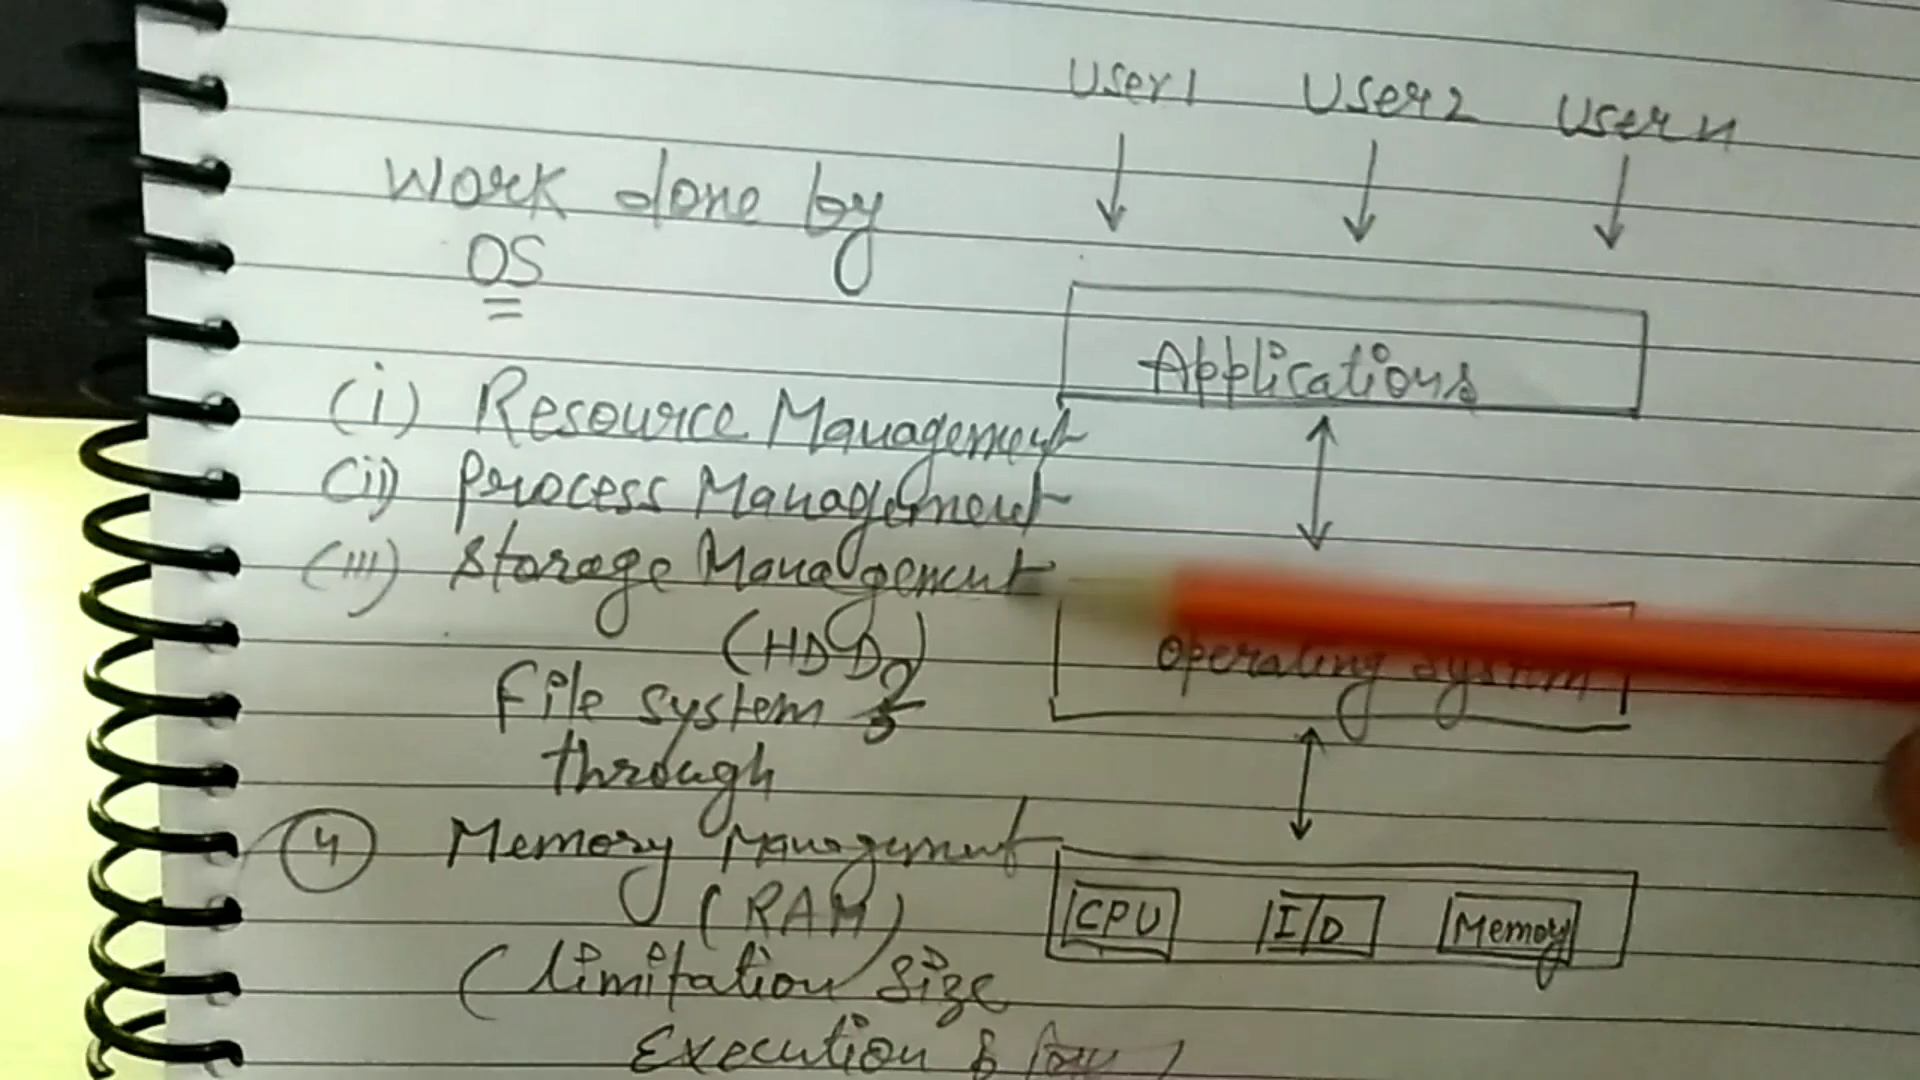 Work done by
OS
(i) Resource Management
(ii) Process Management
(iii) Storage Management
(HDD)
File system
through
4 Memory Management
(RAM)
(limitation size
Execution
User1 User2 User n
Applications
Operating System
CPU I/O Memory